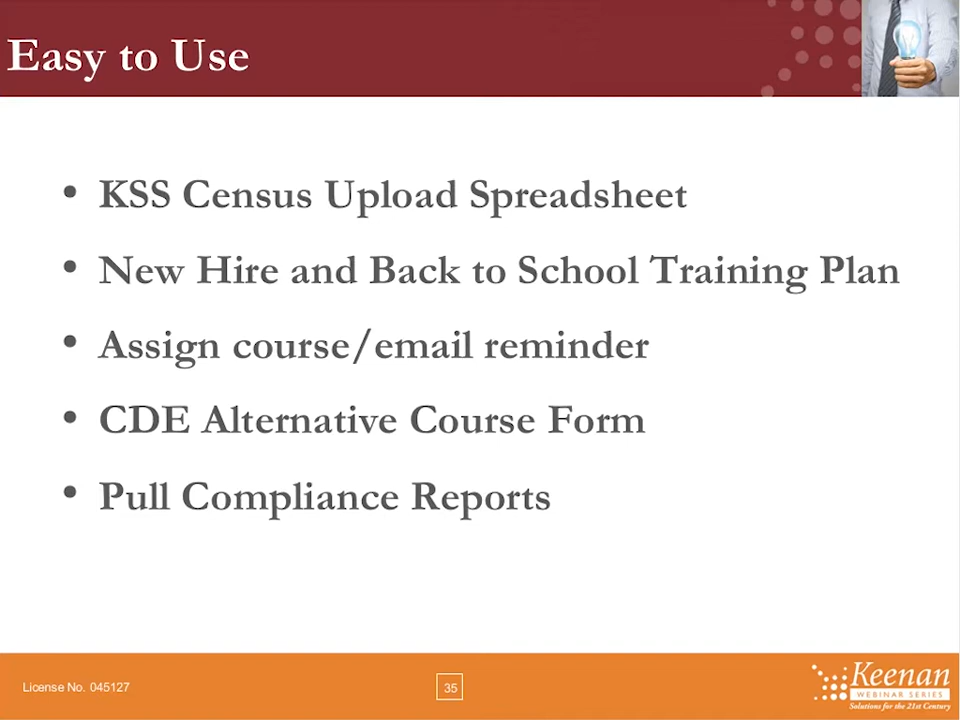 Easy to Use
• KSS Census Upload Spreadsheet
• New Hire and Back to School Training Plan
• Assign course/email reminder
• CDE Alternative Course Form
• Pull Compliance Reports
License No. 045127
35
Keenan
WEBINAR SERIES
Solutions for the 21st Century